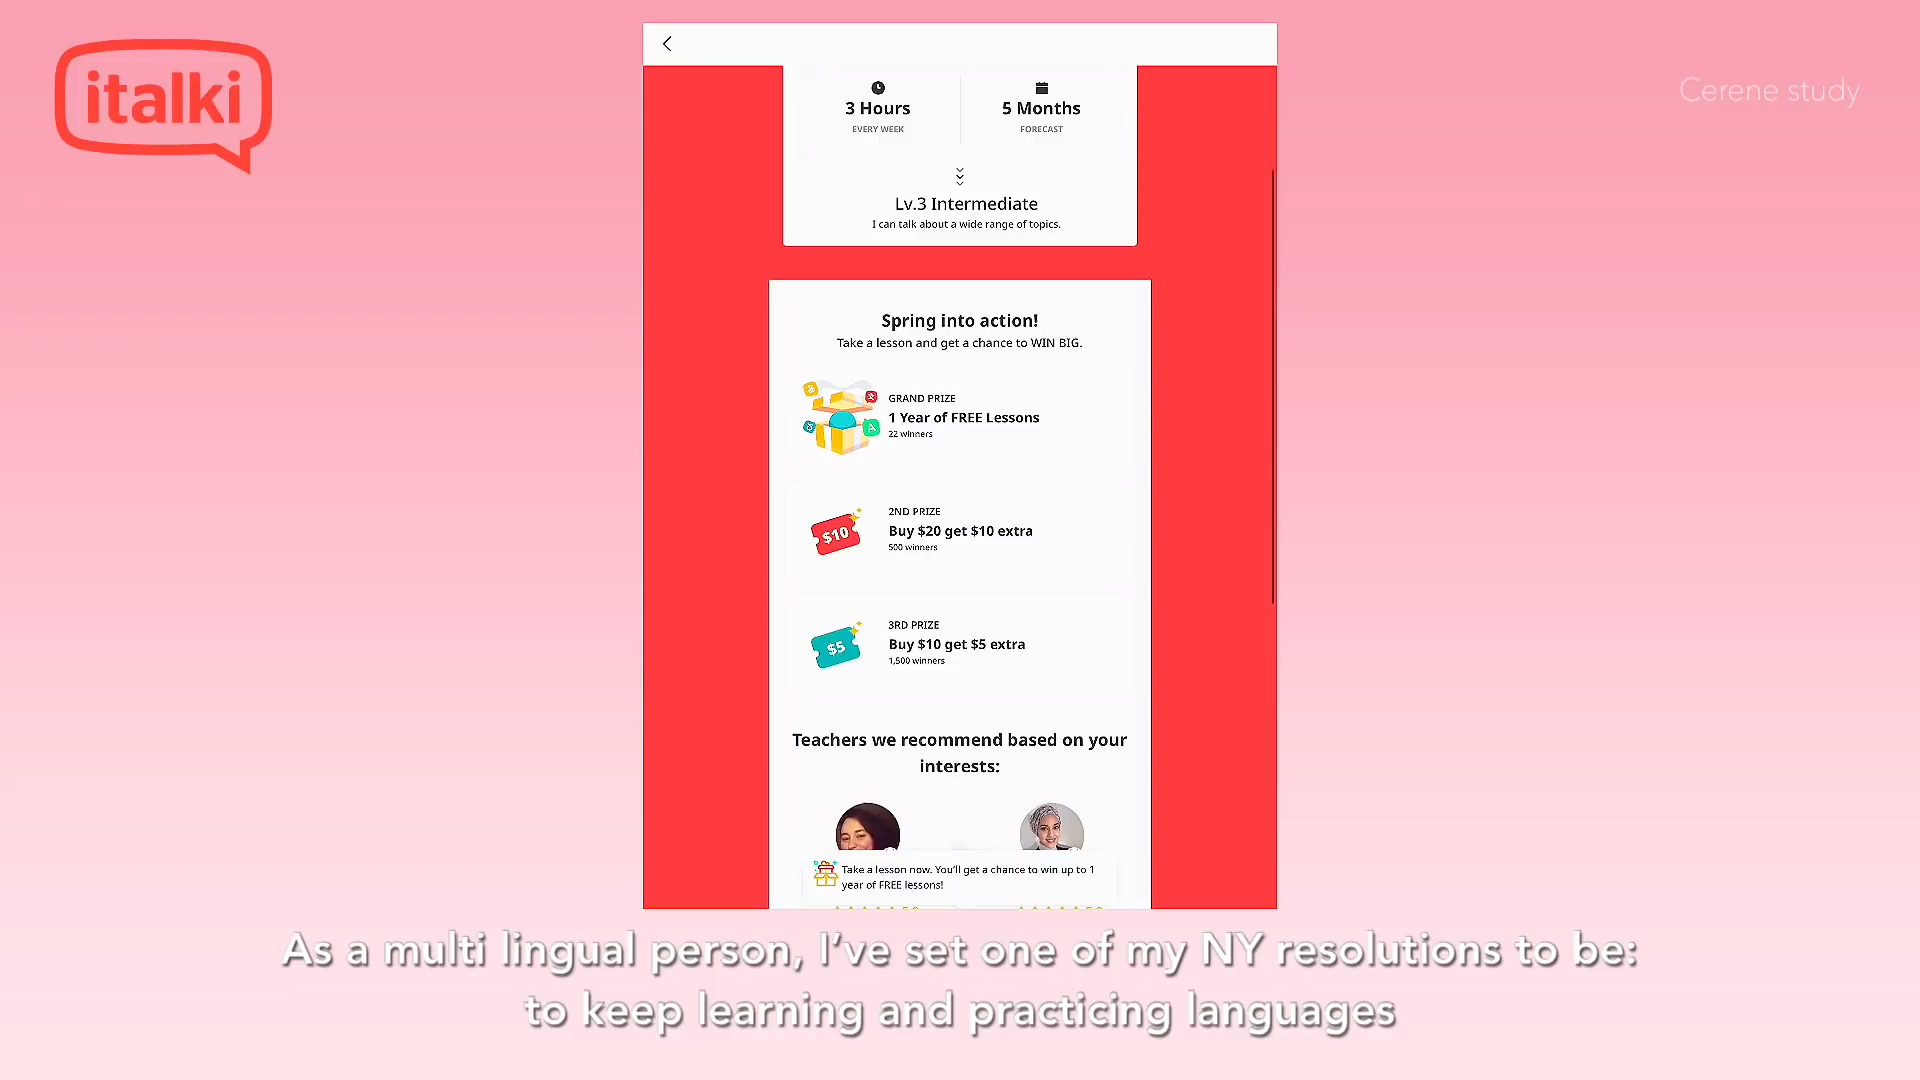 italki
Cerene study
3 Hours
EVERY WEEK
5 Months
FORECAST
Lv.3 Intermediate
I can talk about a wide range of topics.
Spring into action!
Take a lesson and get a chance to WIN BIG.
GRAND PRIZE
1 Year of FREE Lessons
22 winners
$10
2ND PRIZE
Buy $20 get $10 extra
500 winners
$5
3RD PRIZE
Buy $10 get $5 extra
1,500 winners
Teachers we recommend based on your
interests:
Take a lesson now. You'll get a chance to win up to 1
year of FREE lessons!
As a multi lingual person, I've set one of my NY resolutions to be:
to keep learning and practicing languages